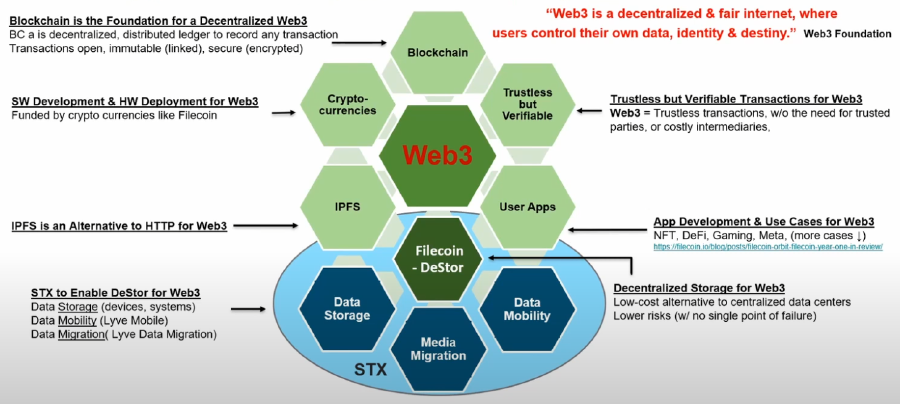 Blockchain is the Foundation for a Decentralized Web3
BC a is decentralized, distributed ledger to record any transaction
Transactions open, immutable (linked), secure (encrypted)
“Web3 is a decentralized & fair internet, where
users control their own data, identity & destiny.” Web3 Foundation
Blockchain
SW Development & HW Deployment for Web3
Funded by crypto currencies like Filecoin
Crypto-
currencies
Trustless
but
Verifiable
Trustless but Verifiable Transactions for Web3
Web3 = Trustless transactions, w/o the need for trusted
parties, or costly intermediaries,
Web3
IPFS is an Alternative to HTTP for Web3
IPFS
User Apps
App Development & Use Cases for Web3
NFT, DeFi, Gaming, Meta, (more cases ↓)
https://filecoin.io/blog/posts/filecoin-orbit-filecoin-year-one-in-review/
Filecoin
- DeStor
STX to Enable DeStor for Web3
Data Storage (devices, systems)
Data Mobility (Lyve Mobile)
Data Migration( Lyve Data Migration)
Data
Storage
Data
Mobility
Decentralized Storage for Web3
Low-cost alternative to centralized data centers
Lower risks (w/ no single point of failure)
Media
Migration
STX